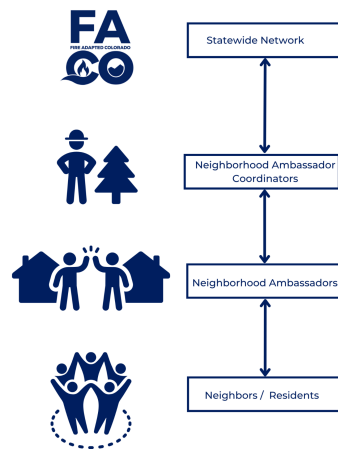 FA
FIRE ADAPTED COLORADO
CO
Statewide Network
Neighborhood Ambassador
Coordinators
Neighborhood Ambassadors
Neighbors / Residents